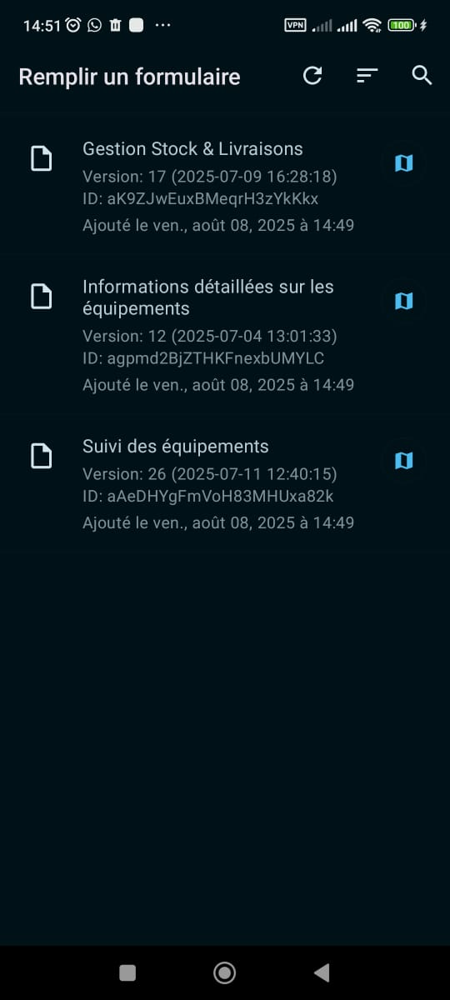 14:51 VPN 100
Remplir un formulaire
Gestion Stock & Livraisons
Version: 17 (2025-07-09 16:28:18)
ID: aK9ZJwEuxBMeqrH3zYkKkx
Ajouté le ven., août 08, 2025 à 14:49
Informations détaillées sur les
équipements
Version: 12 (2025-07-04 13:01:33)
ID: agpmd2BjZTHKFnexbUMYLC
Ajouté le ven., août 08, 2025 à 14:49
Suivi des équipements
Version: 26 (2025-07-11 12:40:15)
ID: aAeDHYgFmVoH83MHUxa82k
Ajouté le ven., août 08, 2025 à 14:49